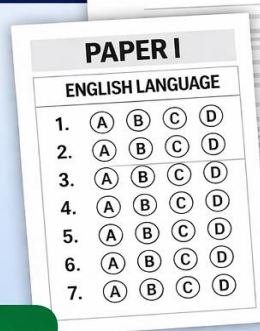 PAPER I
ENGLISH LANGUAGE
1. A B C D
2. A B C D
3. A B C D
4. A B C D
5. A B C D
6. A B C D
7. A B C D